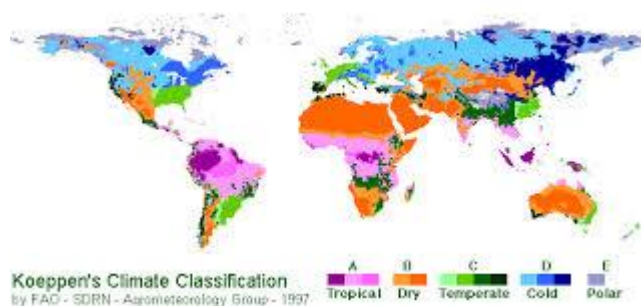 Koeppen's Climate Classification
by FAO - SDRN - Agrometeorology Group - 1997
A B C D E
Tropical Dry Temperate Cold Polar